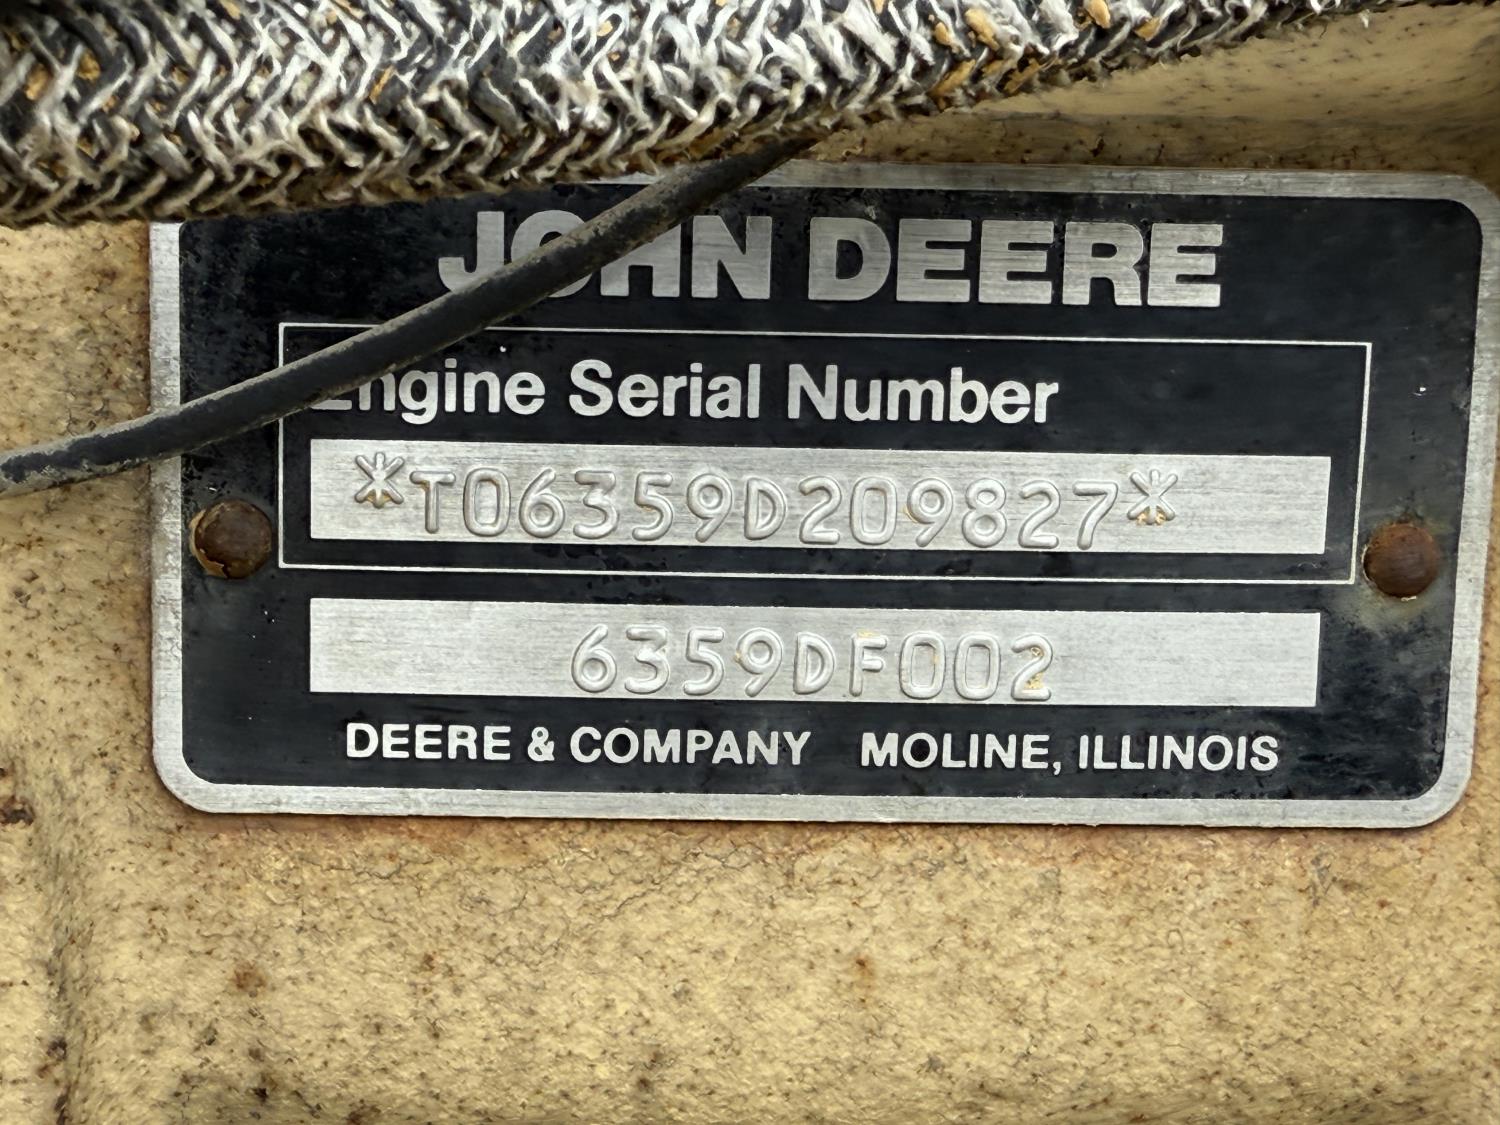 JOHN DEERE
Engine Serial Number
*T06359D209827*
6359DF002
DEERE & COMPANY MOLINE, ILLINOIS